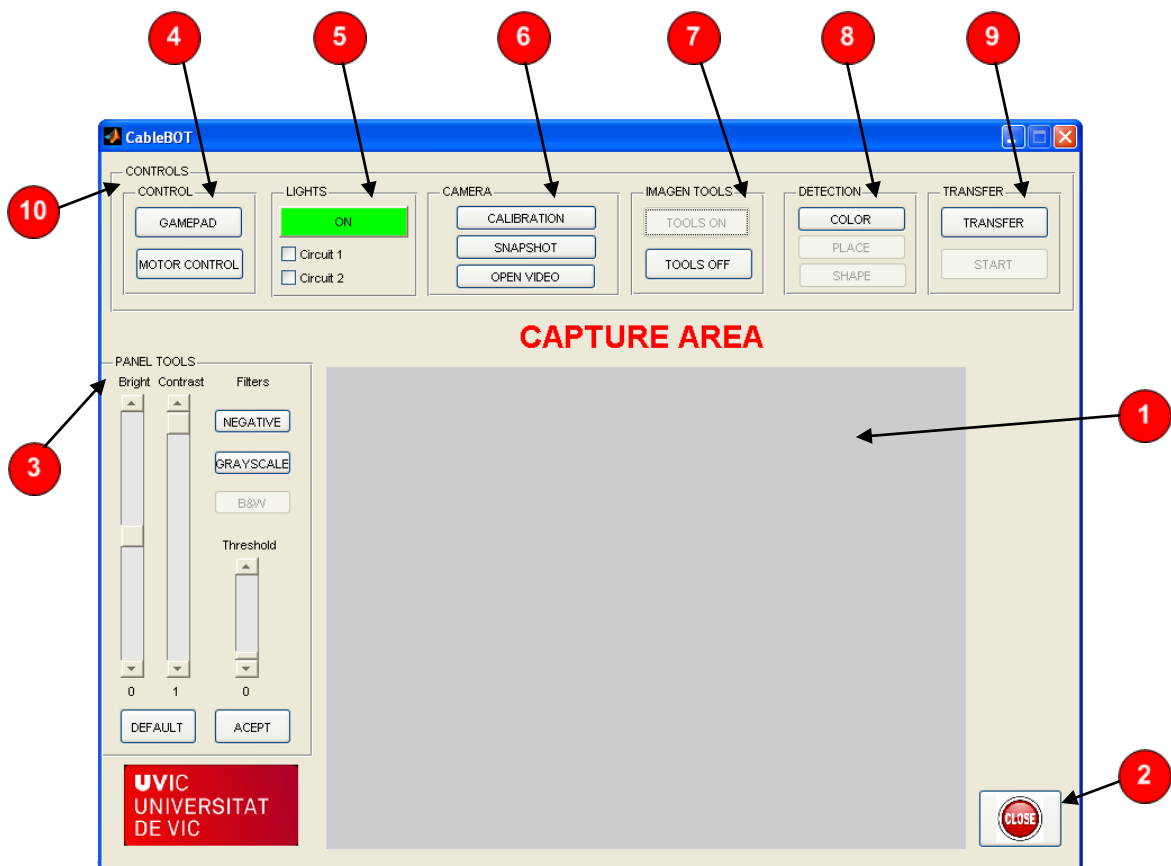 4 5 6 7 8 9
CableBOT
CONTROLS
10
CONTROL
GAMEPAD
MOTOR CONTROL
LIGHTS
ON
Circuit 1
Circuit 2
CAMERA
CALIBRATION
SNAPSHOT
OPEN VIDEO
IMAGEN TOOLS
TOOLS ON
TOOLS OFF
DETECTION
COLOR
PLACE
SHAPE
TRANSFER
TRANSFER
START
CAPTURE AREA
PANEL TOOLS
Bright Contrast Filters
NEGATIVE
GRAYSCALE
B&W
Threshold
0 1 0
DEFAULT ACEPT
3
1
UVIC
UNIVERSITAT
DE VIC
2
CLOSE